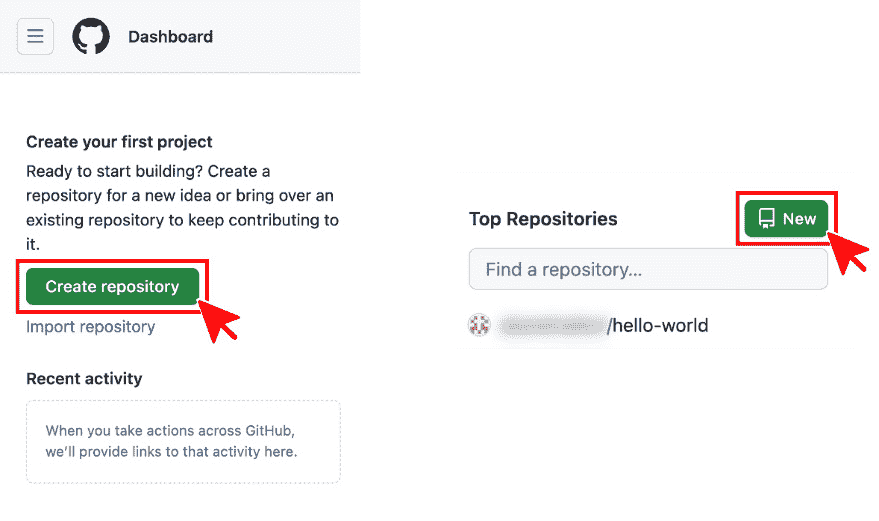 Dashboard
Create your first project
Ready to start building? Create a
repository for a new idea or bring over an
existing repository to keep contributing to
it.
Create repository
Import repository
Recent activity
When you take actions across GitHub,
we'll provide links to that activity here.
Top Repositories
New
Find a repository...
/hello-world